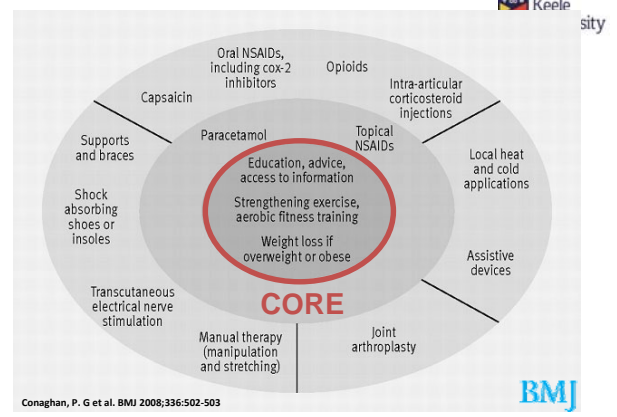 Keele
sity
Oral NSAIDs,
including cox-2
inhibitors
Opioids
Capsaicin
Intra-articular
corticosteroid
injections
Paracetamol
Topical
NSAIDs
Supports
and braces
Education, advice,
access to information
Local heat
and cold
applications
Shock
absorbing
shoes or
insoles
Strengthening exercise,
aerobic fitness training
Weight loss if
overweight or obese
Assistive
devices
CORE
Transcutaneous
electrical nerve
stimulation
Manual therapy
(manipulation
and stretching)
Joint
arthroplasty
Conaghan, P. G et al. BMJ 2008;336:502-503
BMJ